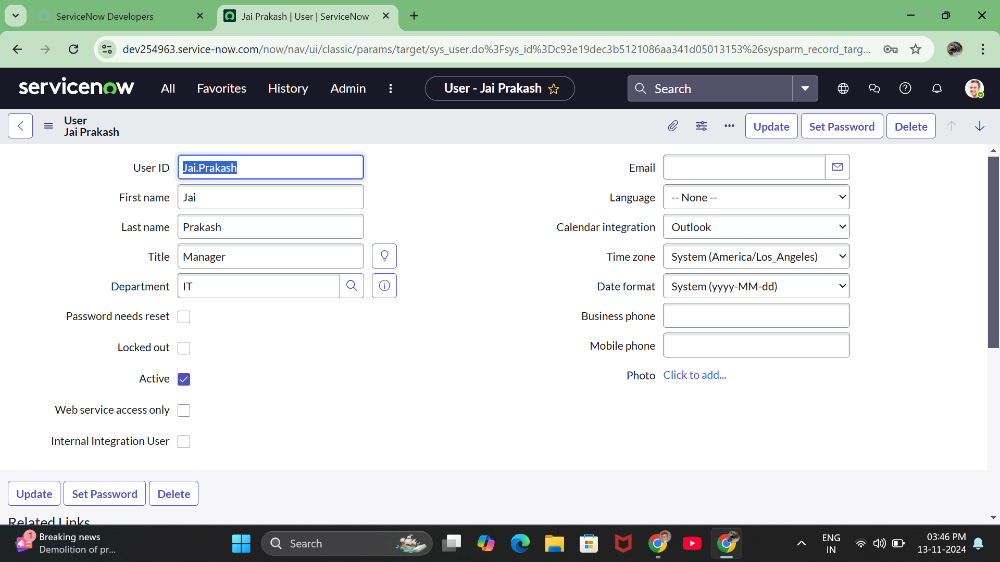 ServiceNow Developers
Jai Prakash | User | ServiceNow
dev254963.service-now.com/now/nav/ui/classic/params/target/sys_user.do%3Fsys_id%3Dc93e19dec3b5121086aa341d05013153%26sysparm_record_targ...
servicenow
All
Favorites
History
Admin
User - Jai Prakash
Search
User
Jai Prakash
Update
Set Password
Delete
User ID
Jai.Prakash
First name
Jai
Last name
Prakash
Title
Manager
Department
IT
Password needs reset
Locked out
Active
Web service access only
Internal Integration User
Email
Language
-- None --
Calendar integration
Outlook
Time zone
System (America/Los_Angeles)
Date format
System (yyyy-MM-dd)
Business phone
Mobile phone
Photo
Click to add...
Update
Set Password
Delete
Related Links
1
Breaking news
Demolition of pr...
Search
ENG
IN
03:46 PM
13-11-2024